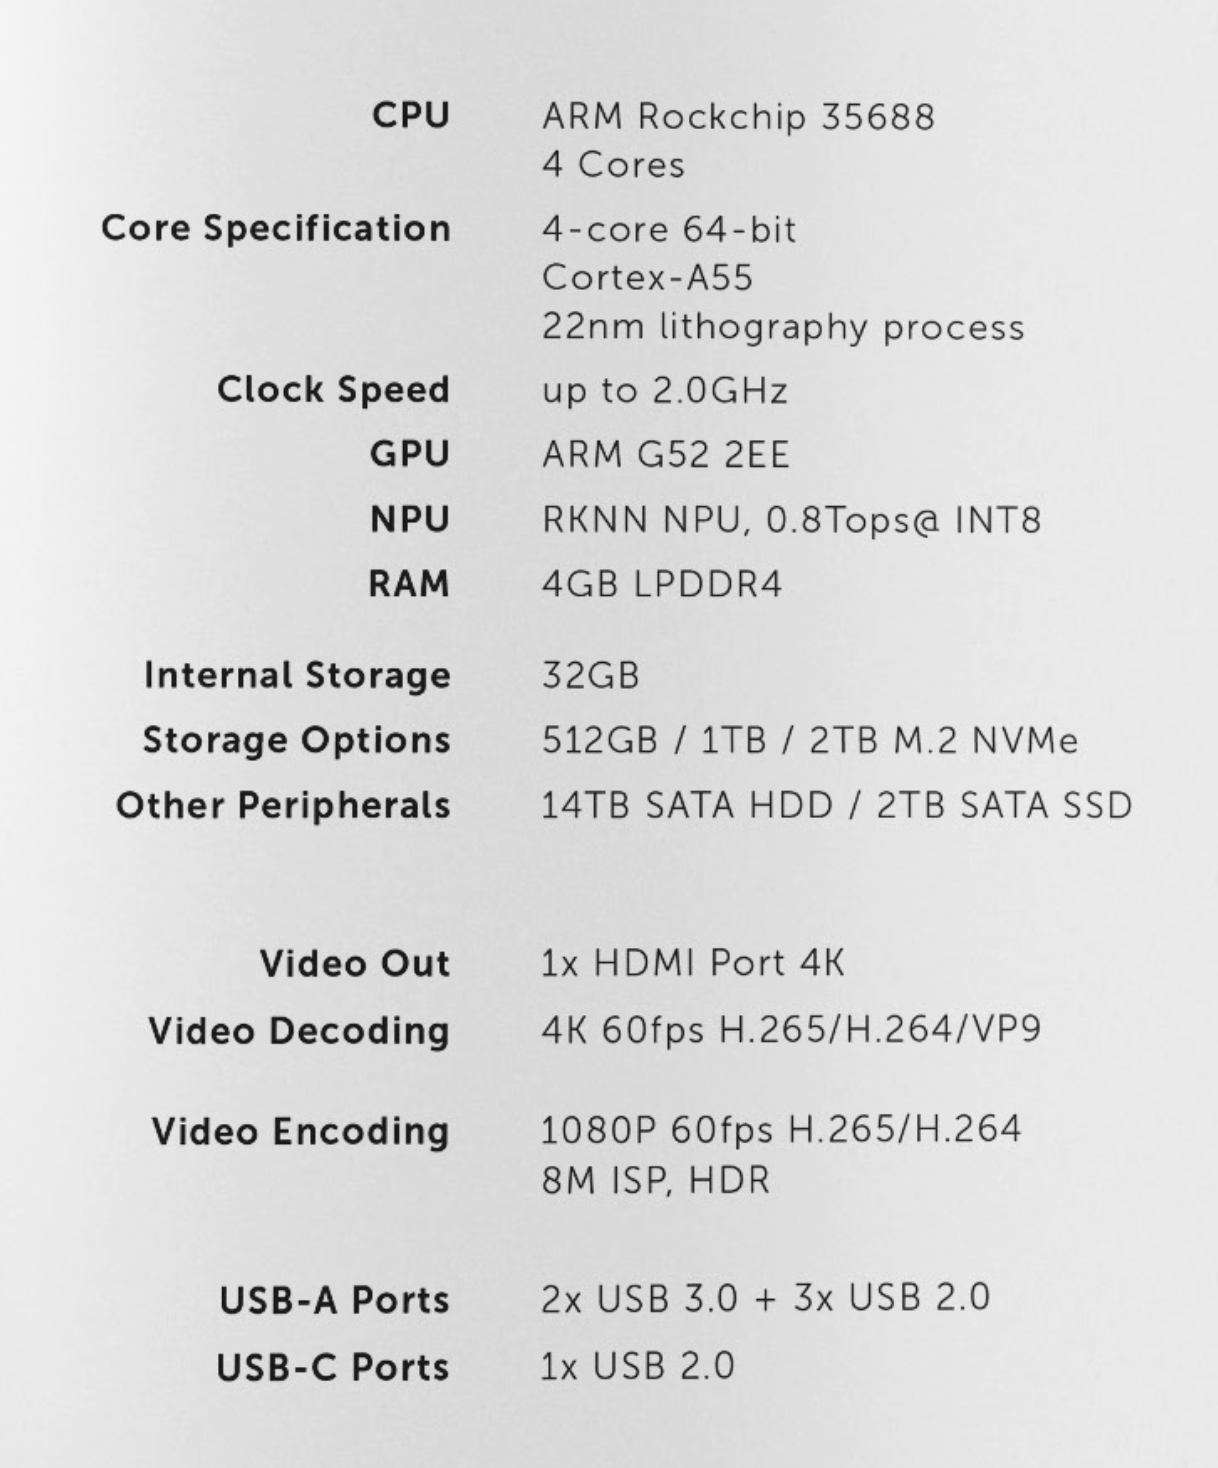 CPU ARM Rockchip 35688
4 Cores
Core Specification 4-core 64-bit
Cortex-A55
22nm lithography process
Clock Speed up to 2.0GHz
GPU ARM G52 2EE
NPU RKNN NPU, 0.8Tops@ INT8
RAM 4GB LPDDR4
Internal Storage 32GB
Storage Options 512GB / 1TB / 2TB M.2 NVMe
Other Peripherals 14TB SATA HDD / 2TB SATA SSD
Video Out 1x HDMI Port 4K
Video Decoding 4K 60fps H.265/H.264/VP9
Video Encoding 1080P 60fps H.265/H.264
8M ISP, HDR
USB-A Ports 2x USB 3.0 + 3x USB 2.0
USB-C Ports 1x USB 2.0